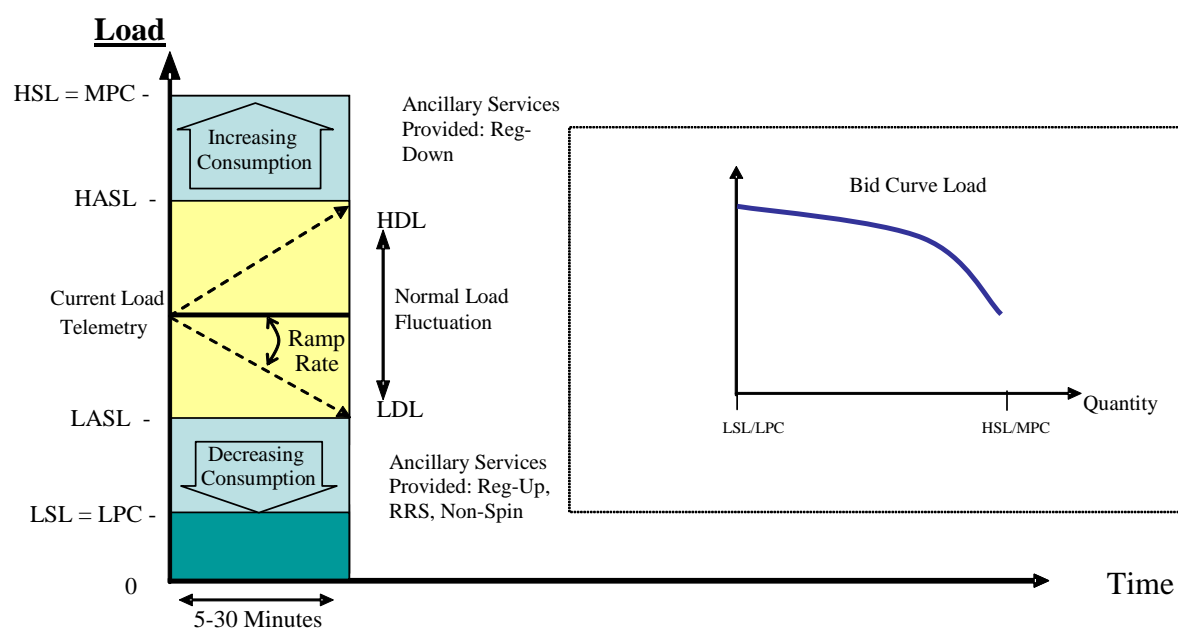 Load
HSL = MPC -
Increasing
Consumption
Ancillary Services
Provided: Reg-
Down
HASL -
HDL
Current Load
Telemetry
Normal Load
Fluctuation
Ramp
Rate
LASL -
LDL
Decreasing
Consumption
Ancillary Services
Provided: Reg-Up,
RRS, Non-Spin
LSL = LPC -
0
5-30 Minutes
Time
Bid Curve Load
Quantity
LSL/LPC
HSL/MPC